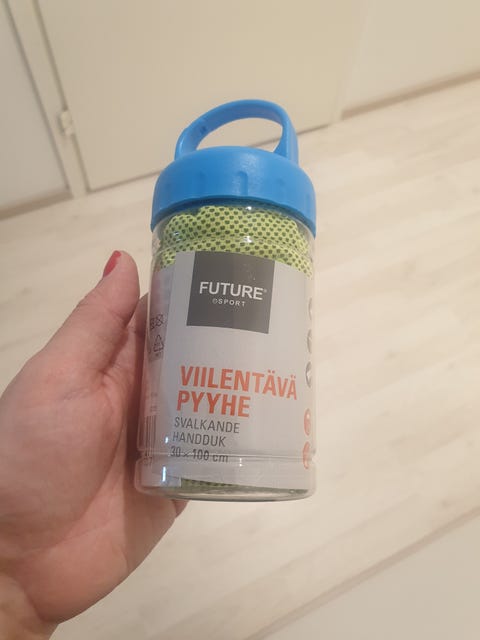 FUTURE®
SPORT
VIILENTÄVÄ
PYYHE
SVALKANDE
HANDDUK
30 x 100 cm